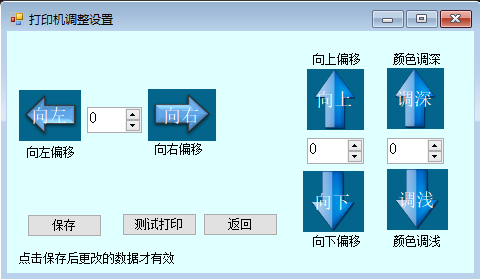 打印机调整设置
向上偏移
颜色调深
向左
0
向右
向上
调深
向左偏移
向右偏移
0
0
向下
调浅
向下偏移
颜色调浅
保存
测试打印
返回
点击保存后更改的数据才有效